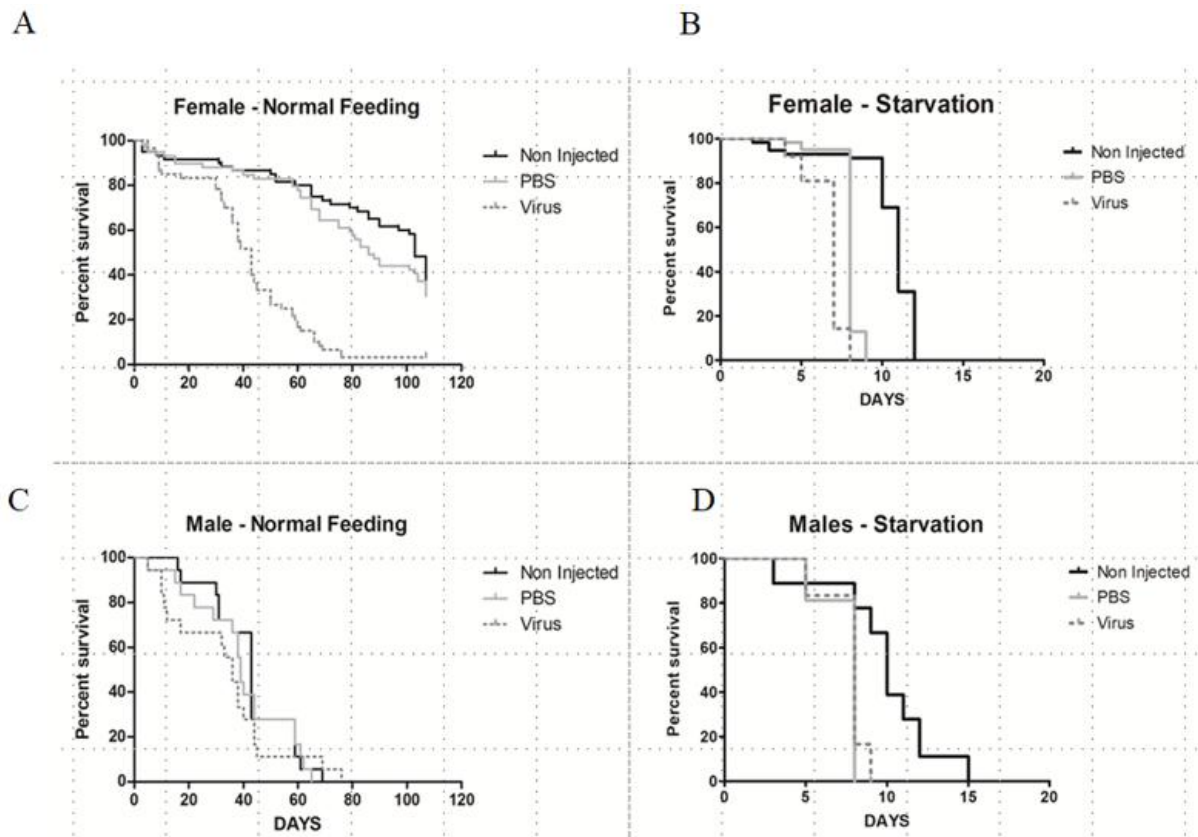 A
Female - Normal Feeding
Percent survival
100
80
60
40
20
0
0 20 40 60 80 100 120
Non Injected
PBS
Virus
B
Female - Starvation
Percent survival
100
80
60
40
20
0
0 5 10 15 20
DAYS
Non Injected
PBS
Virus
C
Male - Normal Feeding
Percent survival
100
80
60
40
20
0
0 20 40 60 80 100 120
DAYS
Non Injected
PBS
Virus
D
Males - Starvation
Percent survival
100
80
60
40
20
0
0 5 10 15 20
DAYS
Non Injected
PBS
Virus